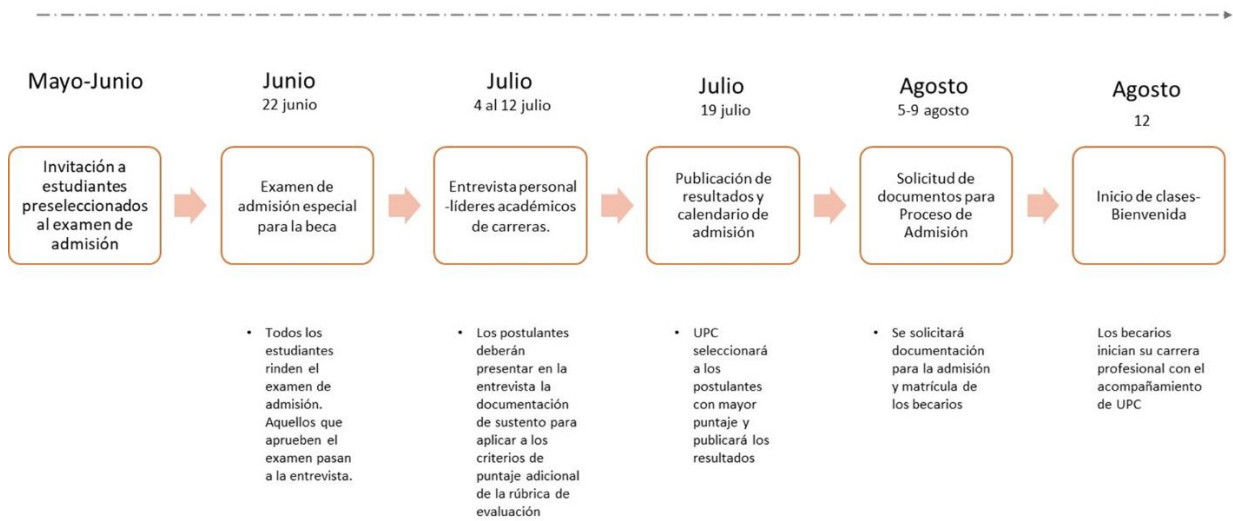 Mayo-Junio
Junio
22 junio
Julio
4 al 12 julio
Julio
19 julio
Agosto
5-9 agosto
Agosto
12
Invitación a
estudiantes
preseleccionados
al examen de
admisión
Examen de
admisión especial
para la beca
Entrevista personal
-líderes académicos
de carreras.
Publicación de
resultados y
calendario de
admisión
Solicitud de
documentos para
Proceso de
Admisión
Inicio de clases-
Bienvenida
• Todos los
estudiantes
rinden el
examen de
admisión.
Aquellos que
aprueben el
examen pasan
a la entrevista.
• Los postulantes
deberán
presentar en la
entrevista la
documentación
de sustento para
aplicar a los
criterios de
puntaje adicional
de la rúbrica de
evaluación
• UPC
seleccionará
a los
postulantes
con mayor
puntaje y
publicará los
resultados
• Se solicitará
documentación
para la admisión
y matrícula de
los becarios
Los becarios
inician su carrera
profesional con el
acompañamiento
de UPC